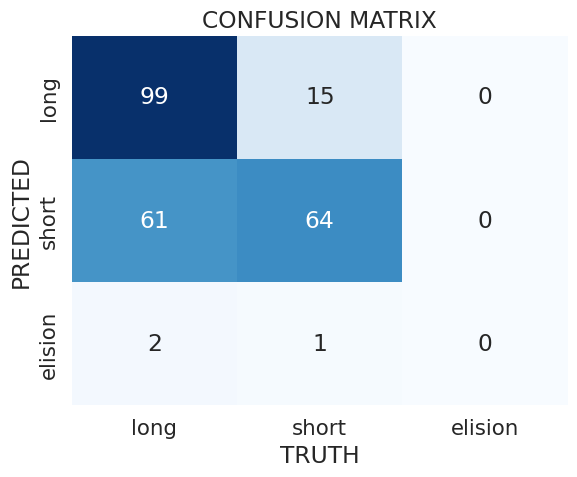 CONFUSION MATRIX
PREDICTED
long
99 15 0
short
61 64 0
elision
2 1 0
long short elision
TRUTH